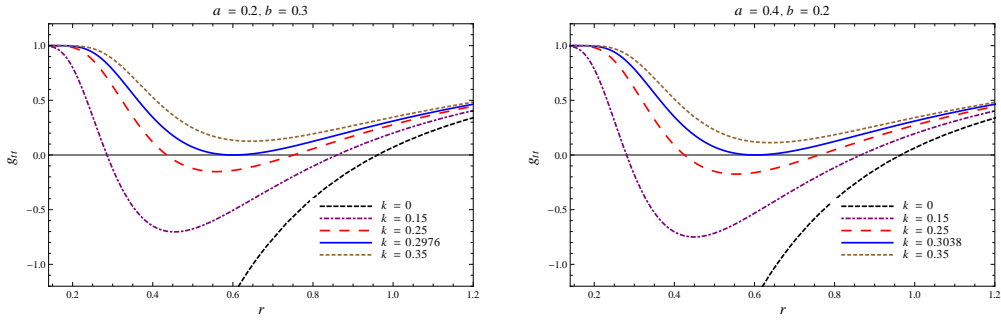 a = 0.2, b = 0.3
1.0
0.5
0.0
−0.5
−1.0
g_tt
k = 0
k = 0.15
k = 0.25
k = 0.2976
k = 0.35
0.2 0.4 0.6 0.8 1.0 1.2
r
a = 0.4, b = 0.2
1.0
0.5
0.0
−0.5
−1.0
g_tt
k = 0
k = 0.15
k = 0.25
k = 0.3038
k = 0.35
0.2 0.4 0.6 0.8 1.0 1.2
r